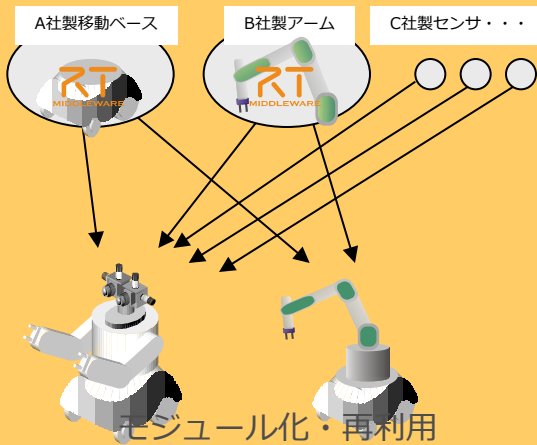 A社製移動ベース
B社製アーム
C社製センサ・・・
RT
MIDDLEWARE
RT
MIDDLEWARE
モジュール化・再利用